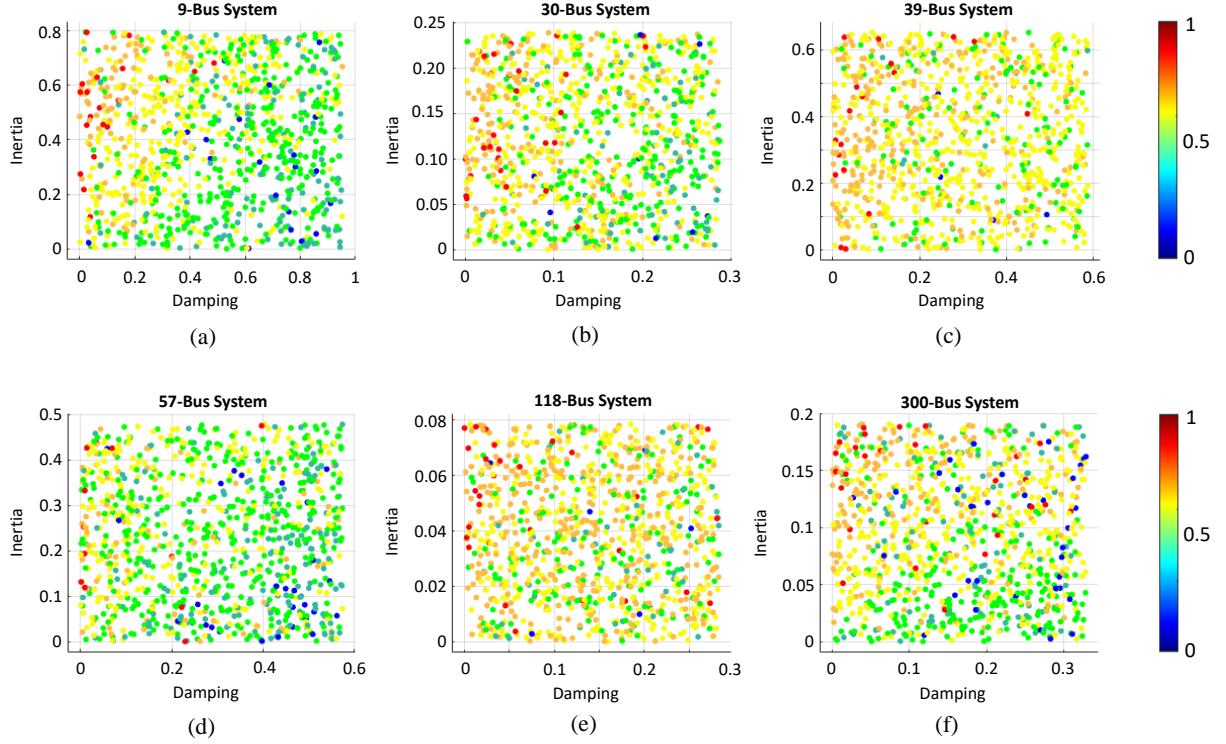 9-Bus System
0.8
0.6
0.4
0.2
0
Inertia
0 0.2 0.4 0.6 0.8 1
Damping
(a)
30-Bus System
0.25
0.20
0.15
0.10
0.05
0
Inertia
0 0.1 0.2 0.3
Damping
(b)
39-Bus System
0.6
0.4
0.2
0
Inertia
0 0.2 0.4 0.6
Damping
(c)
1
0.5
0
57-Bus System
0.5
0.4
0.3
0.2
0.1
0
Inertia
0 0.2 0.4 0.6
Damping
(d)
118-Bus System
0.08
0.06
0.04
0.02
0
Inertia
0 0.1 0.2 0.3
Damping
(e)
300-Bus System
0.2
0.15
0.1
0.05
0
Inertia
0 0.1 0.2 0.3
Damping
(f)
1
0.5
0